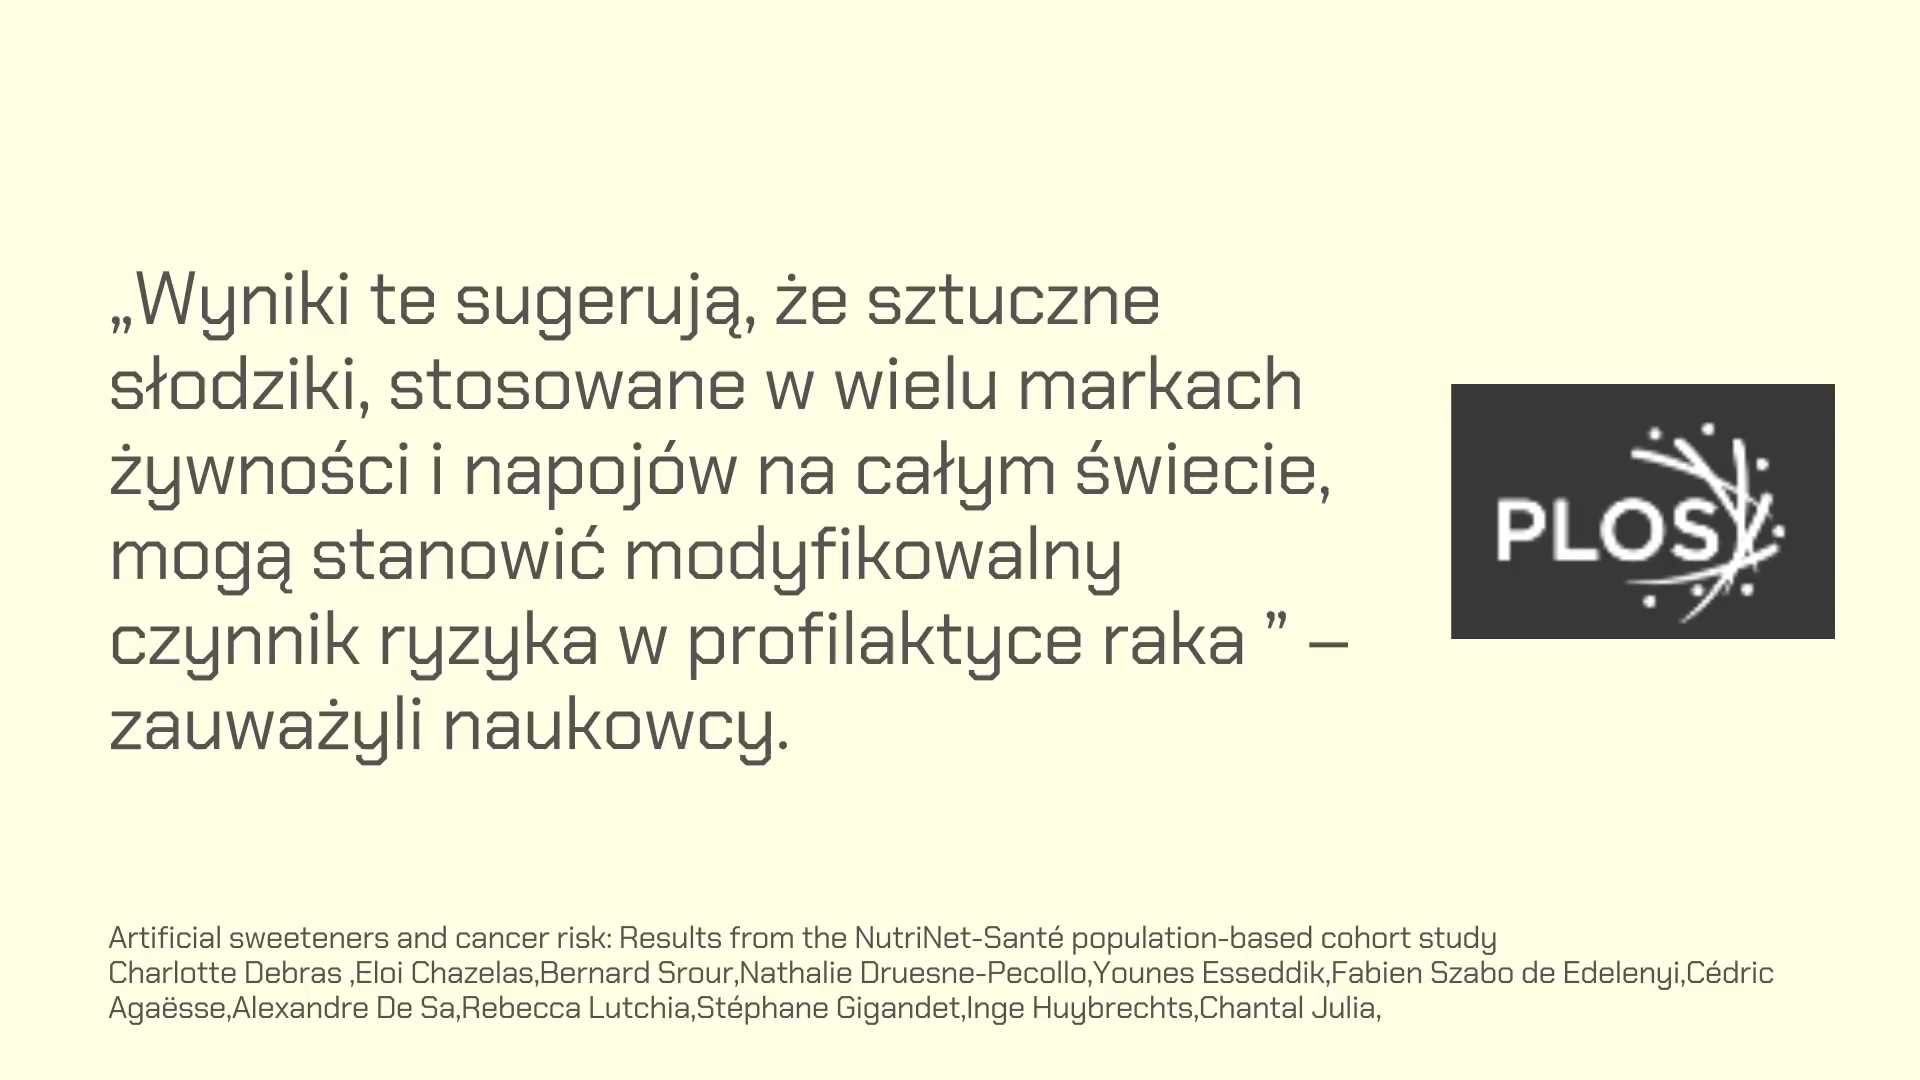 „Wyniki te sugerują, że sztuczne
słodziki, stosowane w wielu markach
żywności i napojów na całym świecie,
mogą stanowić modyfikowalny
czynnik ryzyka w profilaktyce raka ” –
zauważyli naukowcy.
PLOS
Artificial sweeteners and cancer risk: Results from the NutriNet-Santé population-based cohort study
Charlotte Debras ,Eloi Chazelas,Bernard Srour,Nathalie Druesne-Pecollo,Younes Esseddik,Fabien Szabo de Edelenyi,Cédric
Agaësse,Alexandre De Sa,Rebecca Lutchia,Stéphane Gigandet,Inge Huybrechts,Chantal Julia,